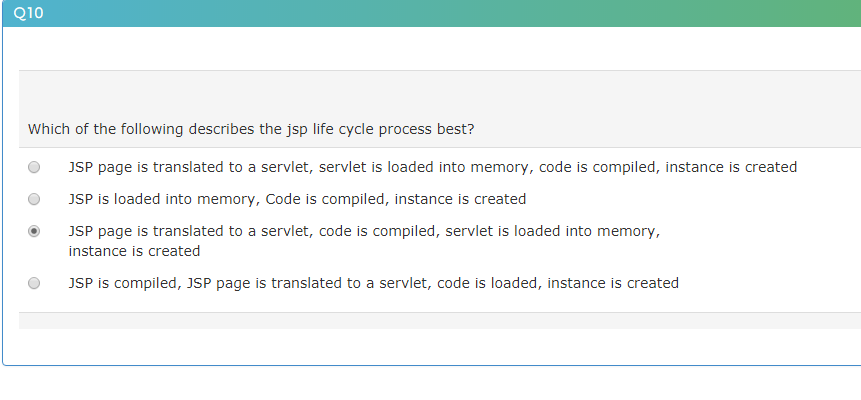 Q10
Which of the following describes the jsp life cycle process best?
JSP page is translated to a servlet, servlet is loaded into memory, code is compiled, instance is created
JSP is loaded into memory, Code is compiled, instance is created
JSP page is translated to a servlet, code is compiled, servlet is loaded into memory,
instance is created
JSP is compiled, JSP page is translated to a servlet, code is loaded, instance is created